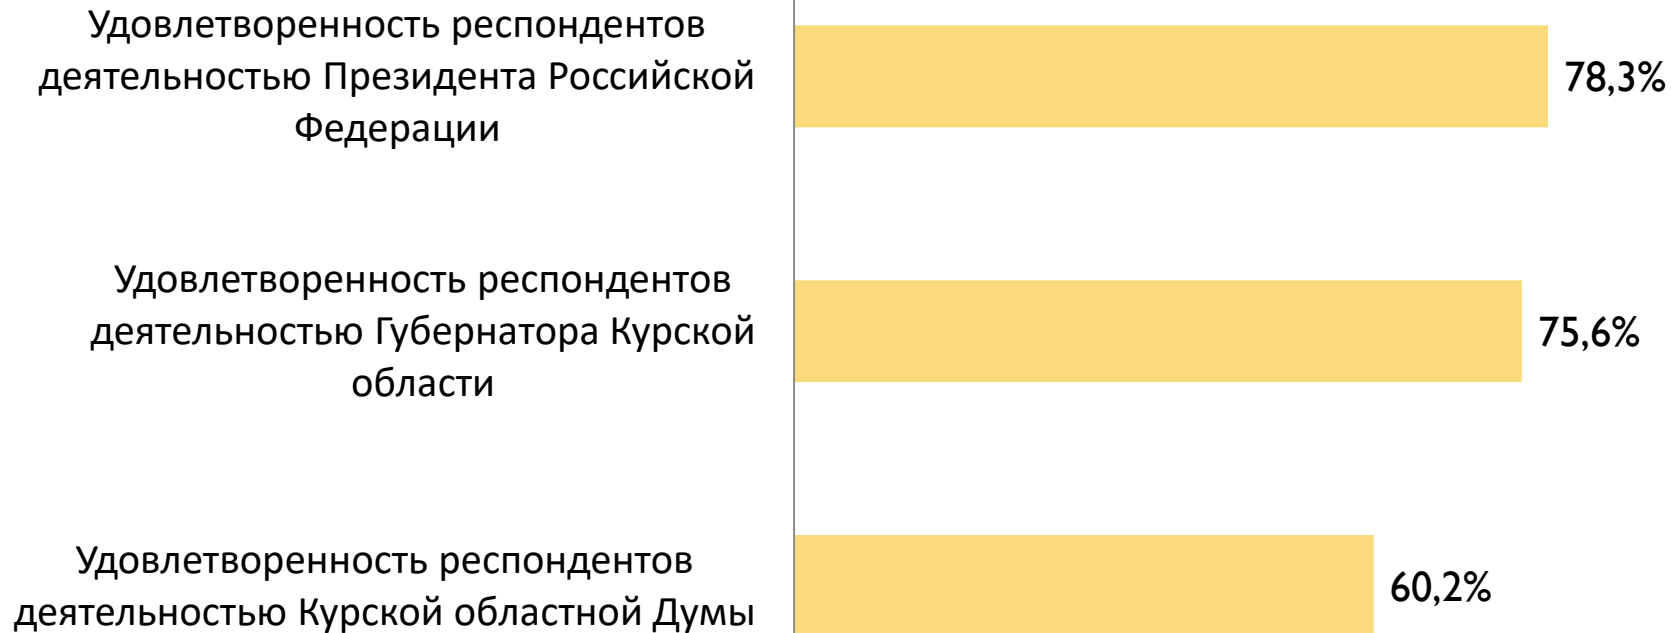 Удовлетворенность респондентов
деятельностью Президента Российской
Федерации
78,3%
Удовлетворенность респондентов
деятельностью Губернатора Курской
области
75,6%
Удовлетворенность респондентов
деятельностью Курской областной Думы
60,2%